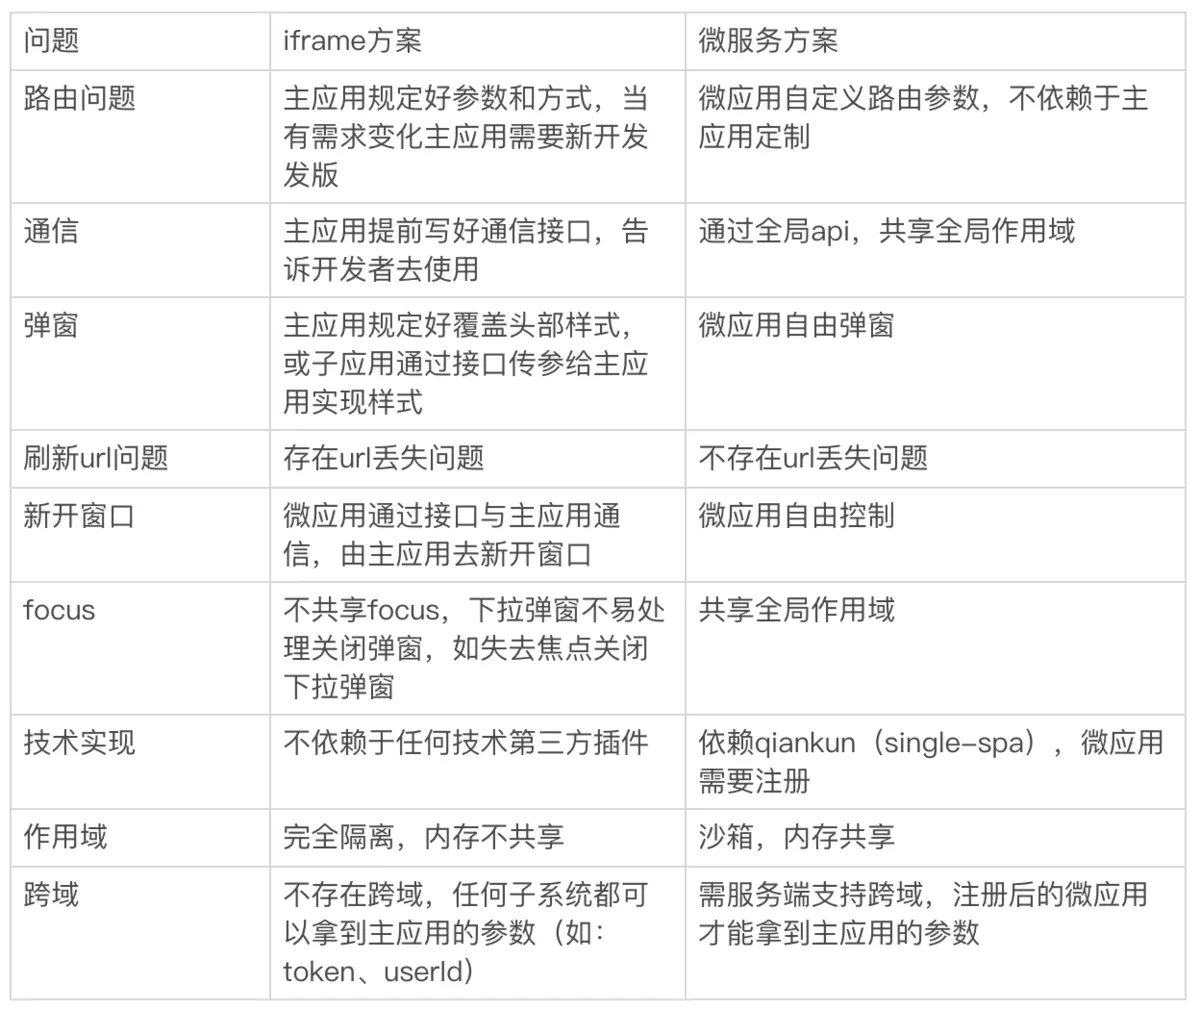 问题
iframe方案
微服务方案
路由问题
主应用规定好参数和方式，当
有需求变化主应用需要新开发
发版
微应用自定义路由参数，不依赖于主
应用定制
通信
主应用提前写好通信接口，告
诉开发者去使用
通过全局api，共享全局作用域
弹窗
主应用规定好覆盖头部样式，
或子应用通过接口传参给主应
用实现样式
微应用自由弹窗
刷新url问题
存在url丢失问题
不存在url丢失问题
新开窗口
微应用通过接口与主应用通
信，由主应用去新开窗口
微应用自由控制
focus
不共享focus，下拉弹窗不易处
理关闭弹窗，如失去焦点关闭
下拉弹窗
共享全局作用域
技术实现
不依赖于任何技术第三方插件
依赖qiankun（single-spa），微应用
需要注册
作用域
完全隔离，内存不共享
沙箱，内存共享
跨域
不存在跨域，任何子系统都可
以拿到主应用的参数（如：
token、userId）
需服务端支持跨域，注册后的微应用
才能拿到主应用的参数